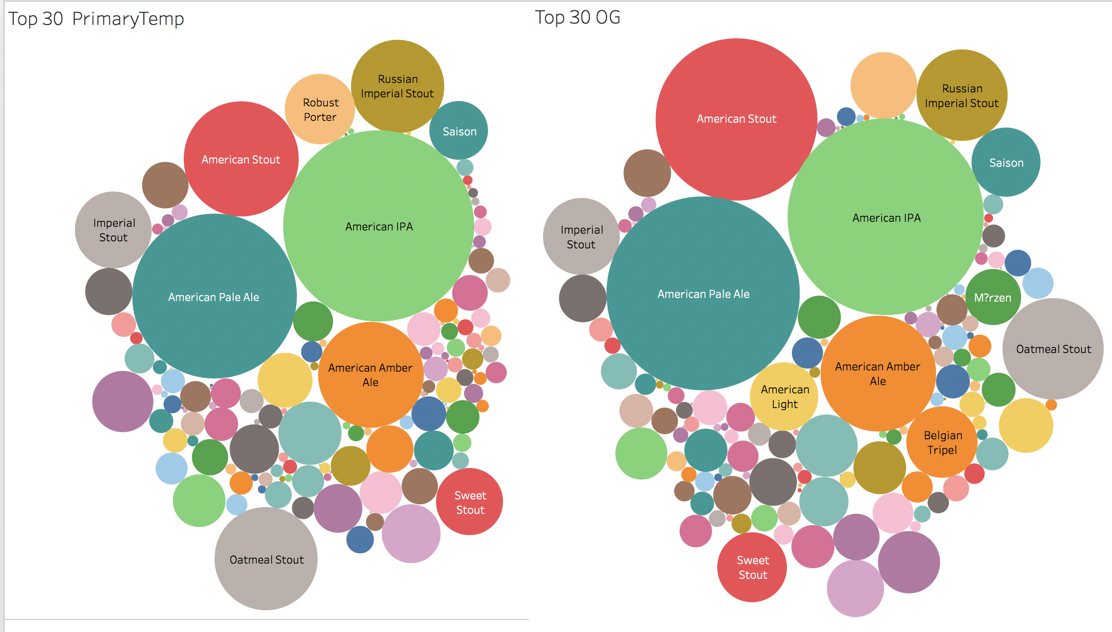 Top 30 PrimaryTemp
Russian
Imperial Stout
Robust
Porter
Saison
American Stout
American IPA
Imperial
Stout
American Pale Ale
American Amber
Ale
Sweet
Stout
Oatmeal Stout
Top 30 OG
Russian
Imperial Stout
American Stout
Saison
American IPA
Imperial
Stout
American Pale Ale
M?rzen
Oatmeal Stout
American Amber
Ale
American
Light
Belgian
Tripel
Sweet
Stout